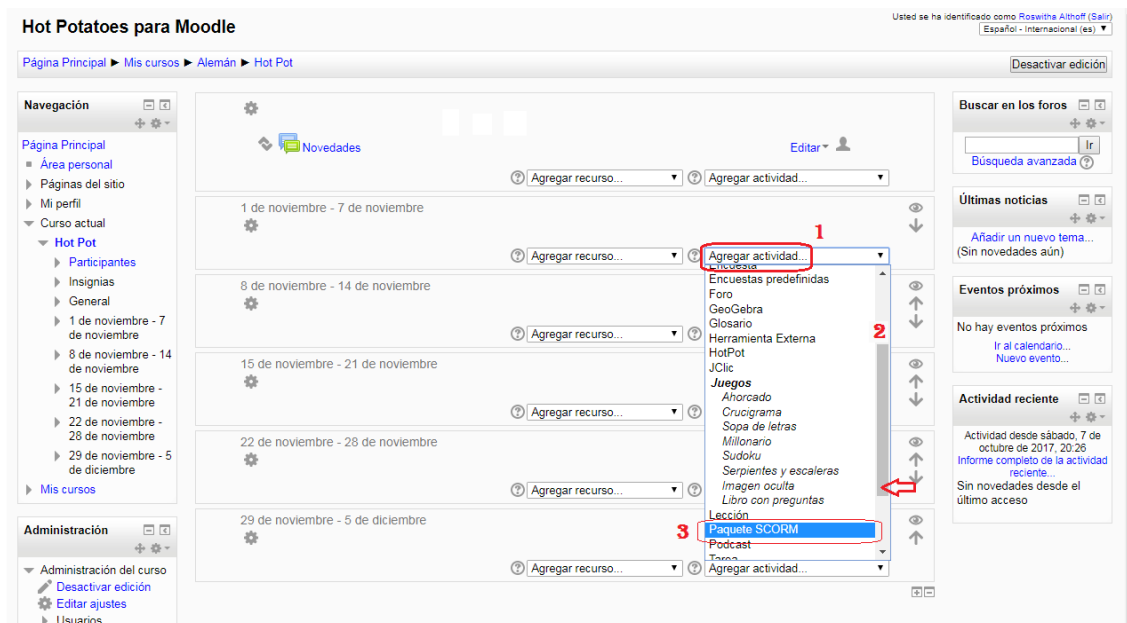 Hot Potatoes para Moodle
Usted se ha identificado como Roswitha Althoff (Salir)
Español - Internacional (es)
Página Principal ► Mis cursos ► Alemán ► Hot Pot
Desactivar edición
Navegación
Página Principal
Área personal
Páginas del sitio
Mi perfil
Curso actual
Hot Pot
Participantes
Insignias
General
1 de noviembre - 7
de noviembre
8 de noviembre - 14
de noviembre
15 de noviembre -
21 de noviembre
22 de noviembre -
28 de noviembre
29 de noviembre - 5
de diciembre
Mis cursos
Administración
Administración del curso
Desactivar edición
Editar ajustes
Usuarios
Novedades
Editar
Agregar recurso... Agregar actividad...
1 de noviembre - 7 de noviembre
1
Agregar recurso... Agregar actividad...
8 de noviembre - 14 de noviembre
Agregar recurso...
15 de noviembre - 21 de noviembre
Agregar recurso...
22 de noviembre - 28 de noviembre
Agregar recurso...
29 de noviembre - 5 de diciembre
Agregar recurso... Agregar actividad...
Encuesta
Encuestas predefinidas
Foro
GeoGebra
Glosario
2
Herramienta Externa
HotPot
JClic
Juegos
Ahorcado
Crucigrama
Sopa de letras
Millonario
Sudoku
Serpientes y escaleras
Imagen oculta
Libro con preguntas
Lección
3 Paquete SCORM
Podcast
Tarea
Buscar en los foros
Ir
Búsqueda avanzada
Últimas noticias
Añadir un nuevo tema...
(Sin novedades aún)
Eventos próximos
No hay eventos próximos
Ir al calendario...
Nuevo evento...
Actividad reciente
Actividad desde sábado, 7 de
octubre de 2017, 20:26
Informe completo de la actividad
reciente...
Sin novedades desde el
último acceso